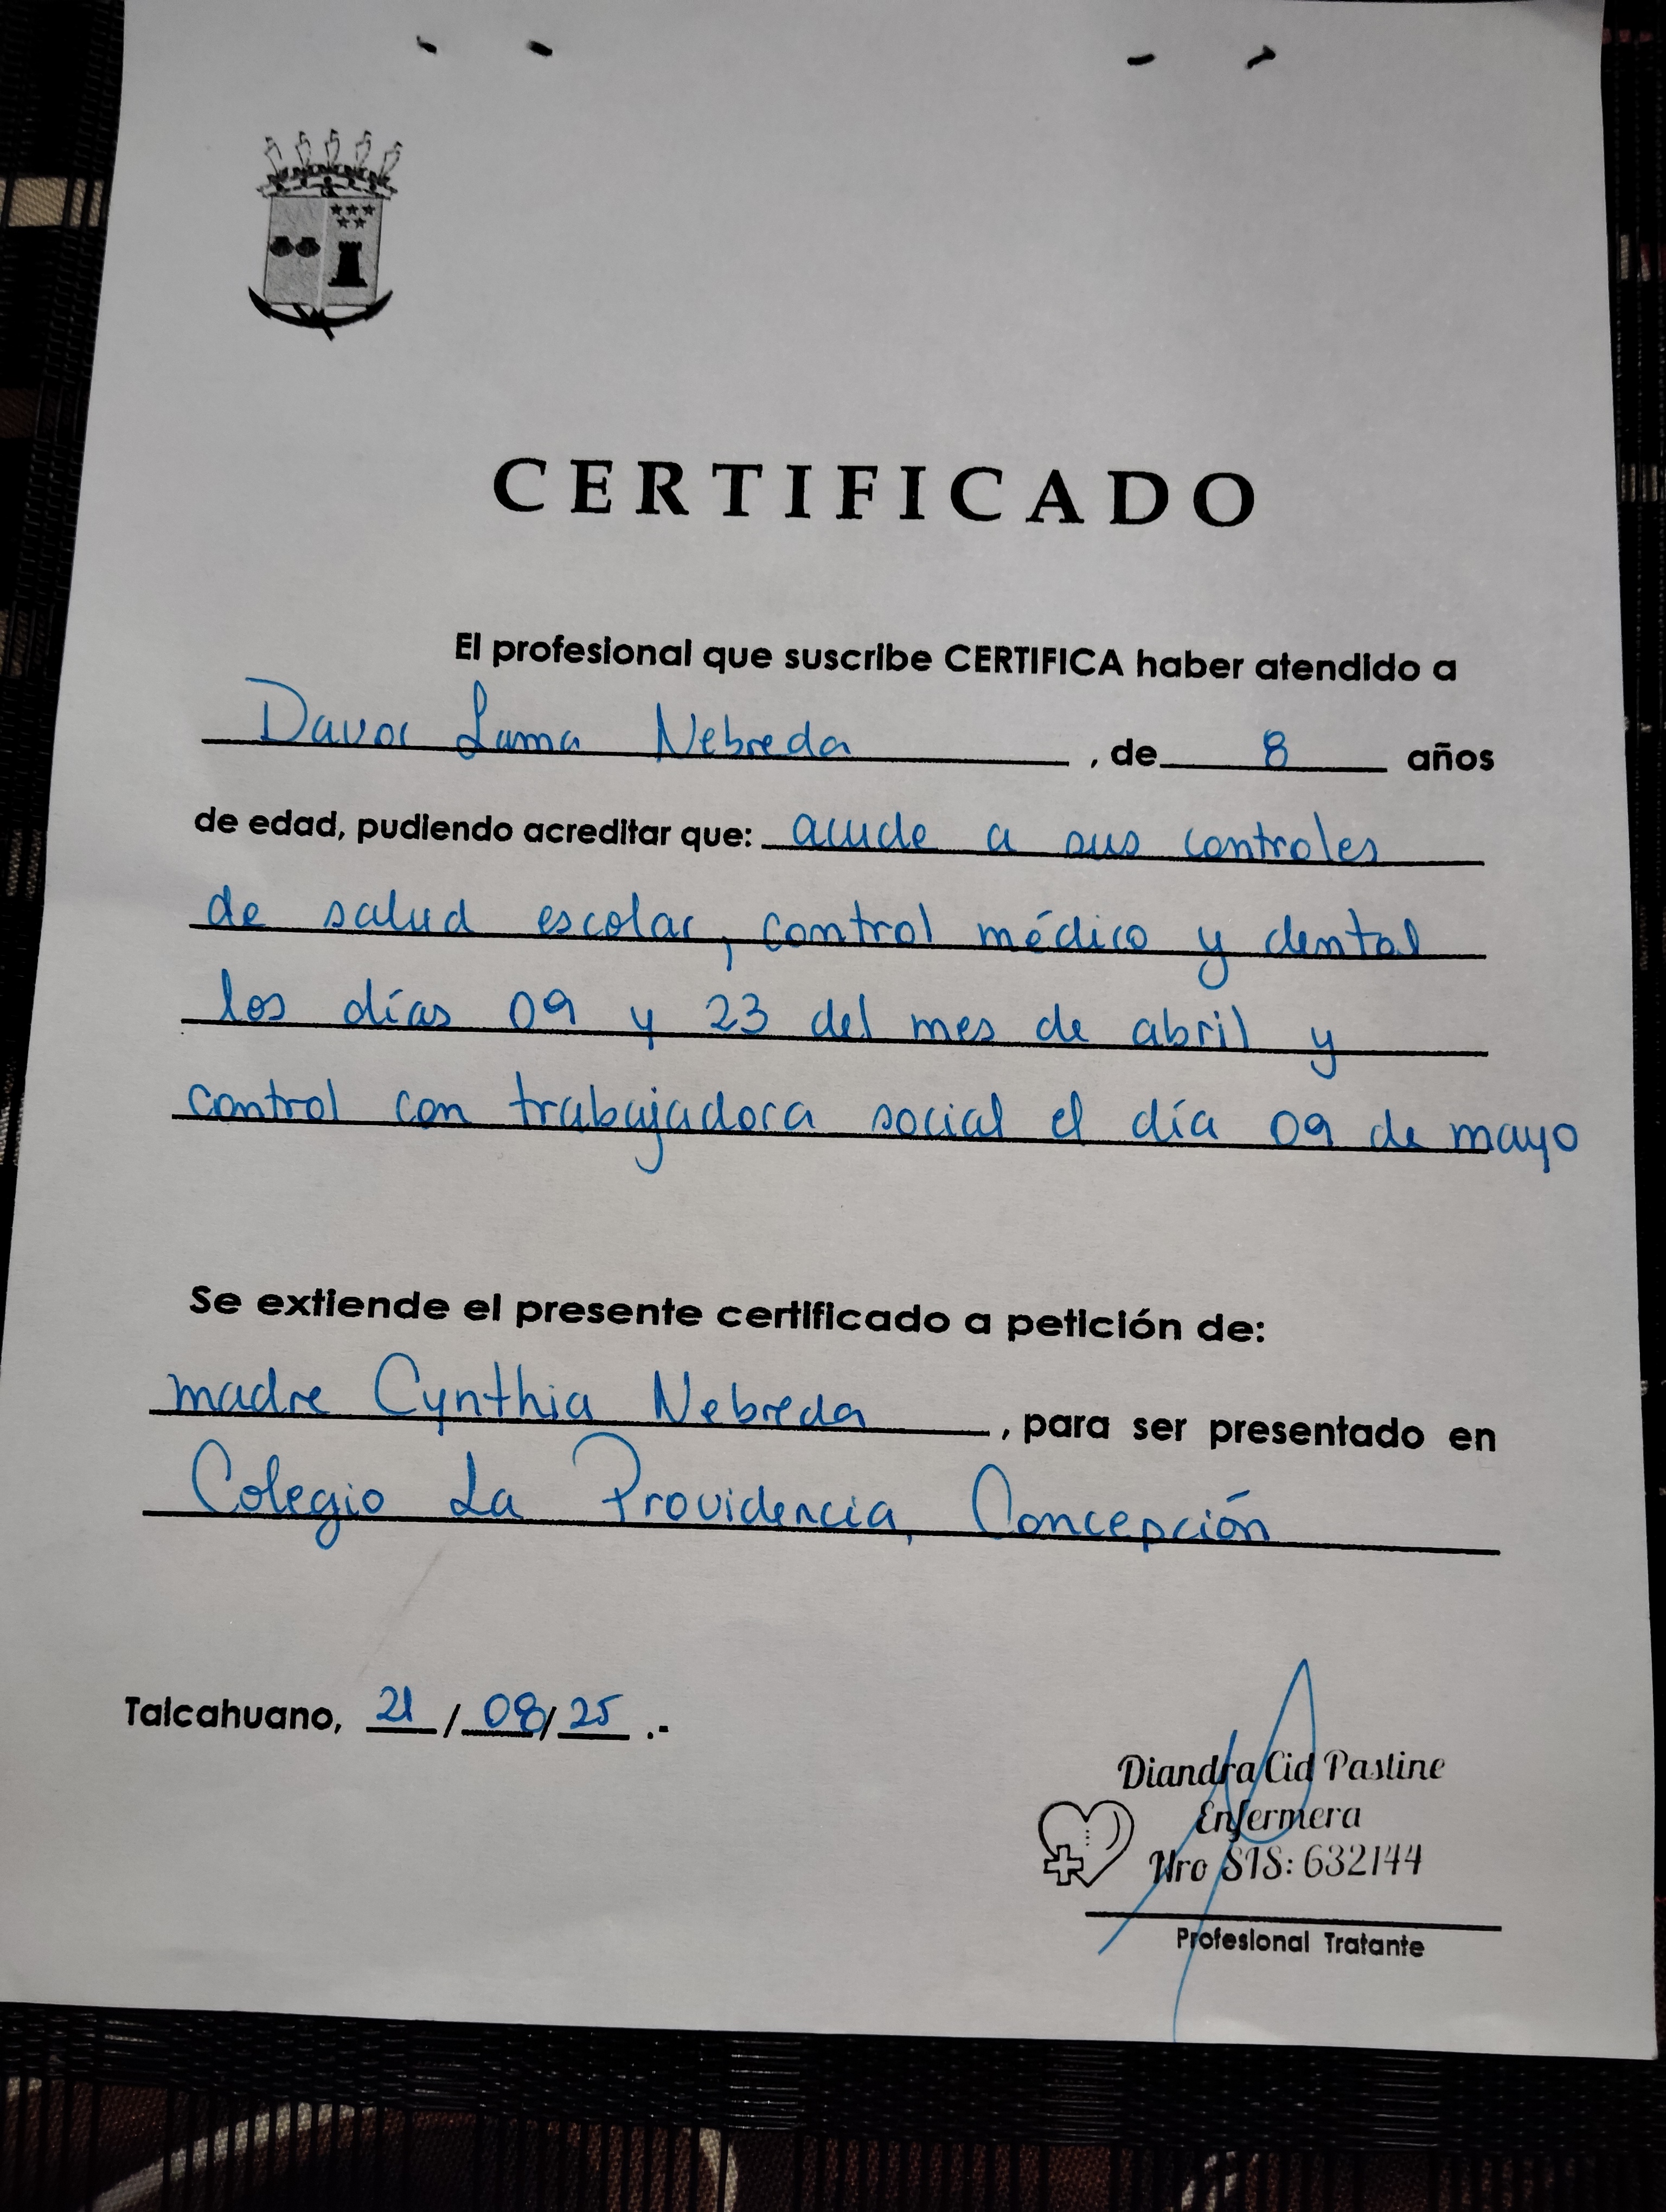 CERTIFICADO
El profesional que suscribe CERTIFICA haber atendido a
Davor Lama Nebreda, de 8 años
de edad, pudiendo acreditar que: acude a sus controles
de salud escolar, control médico y dental
los días 09 y 23 del mes de abril y
control con trabajadora social el día 09 de mayo
Se extiende el presente certificado a petición de:
madre Cynthia Nebreda, para ser presentado en
Colegio La Providencia, Concepción
Talcahuano, 21/08/25.-
Diandra Cid Pasline
Enfermera
Nro SIS: 632144
Profesional Tratante